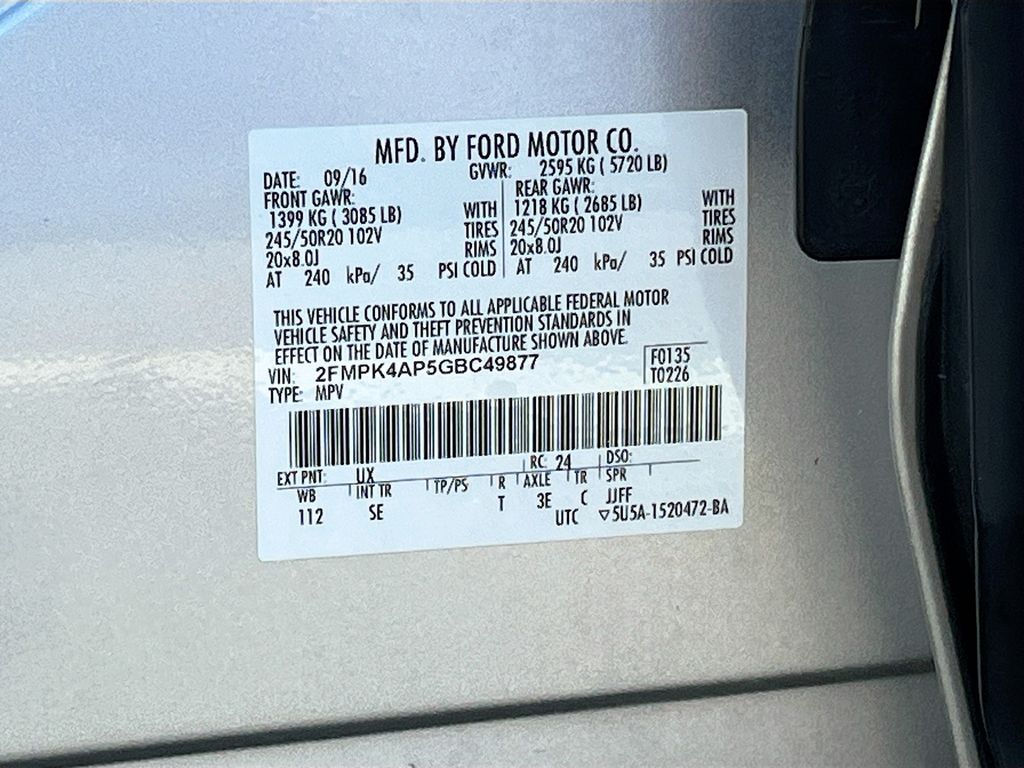 MFD. BY FORD MOTOR CO.
DATE: 09/16 GVWR: 2595 KG ( 5720 LB)
FRONT GAWR: REAR GAWR:
1399 KG ( 3085 LB) WITH 1218 KG ( 2685 LB) WITH
245/50R20 102V TIRES 245/50R20 102V TIRES
20x8.0J RIMS 20x8.0J RIMS
AT 240 kPa/ 35 PSI COLD AT 240 kPa/ 35 PSI COLD
THIS VEHICLE CONFORMS TO ALL APPLICABLE FEDERAL MOTOR
VEHICLE SAFETY AND THEFT PREVENTION STANDARDS IN
EFFECT ON THE DATE OF MANUFACTURE SHOWN ABOVE.
VIN: 2FMPK4AP5GBC49877 F0135
TYPE: MPV T0226
EXT PNT: UX RC: 24 DSO:
WB INT TR TP/PS R AXLE TR SPR
112 SE T 3E C JJFF
UTC ▽5U5A-1520472-BA